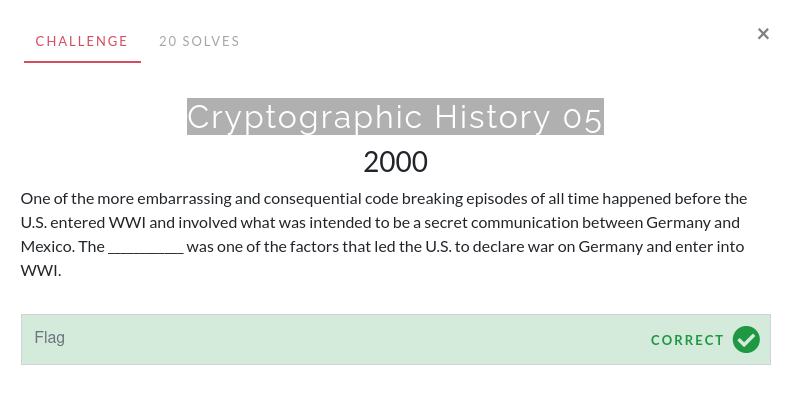 CHALLENGE 20 SOLVES ×
Cryptographic History 05
2000
One of the more embarrassing and consequential code breaking episodes of all time happened before the
U.S. entered WWI and involved what was intended to be a secret communication between Germany and
Mexico. The ____________ was one of the factors that led the U.S. to declare war on Germany and enter into
WWI.
Flag CORRECT